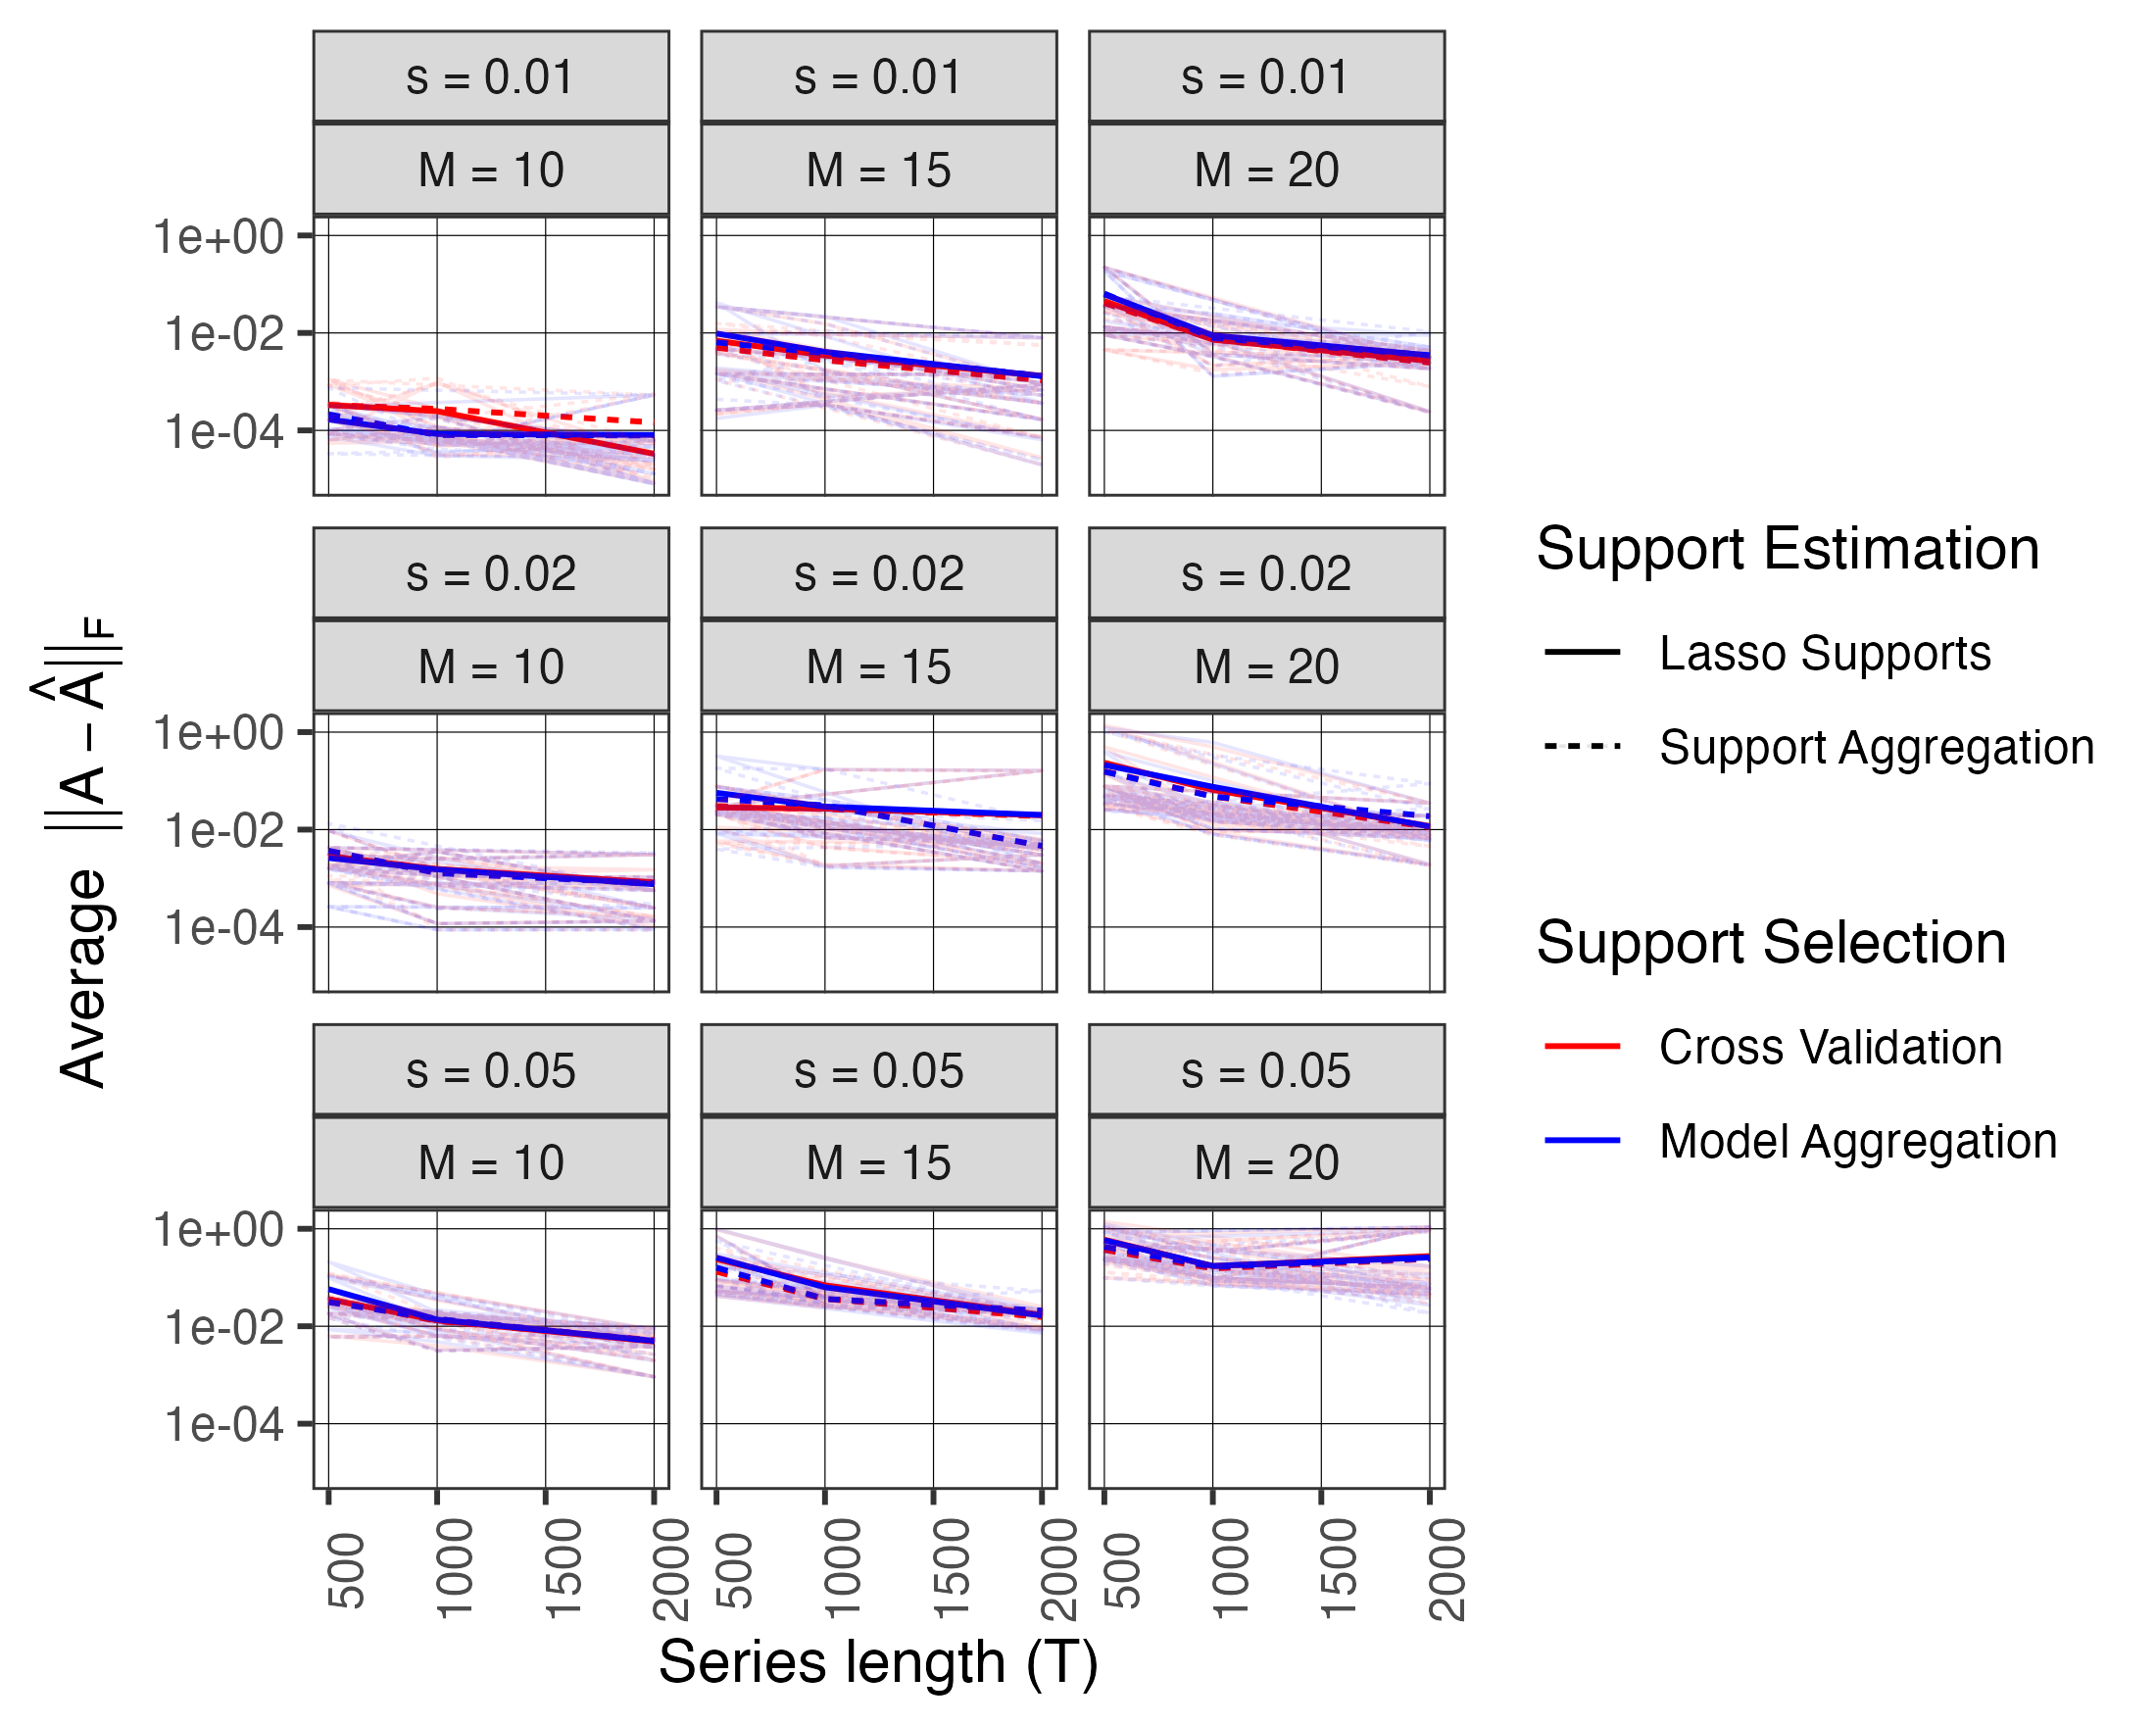 s = 0.01
s = 0.01
s = 0.01
M = 10
M = 15
M = 20
1e+00
1e-02
1e-04
s = 0.02
s = 0.02
s = 0.02
M = 10
M = 15
M = 20
1e+00
1e-02
1e-04
s = 0.05
s = 0.05
s = 0.05
M = 10
M = 15
M = 20
1e+00
1e-02
1e-04
500
1000
1500
2000
500
1000
1500
2000
500
1000
1500
2000
Series length (T)
Average ||A − Â||F
Support Estimation
Lasso Supports
Support Aggregation
Support Selection
Cross Validation
Model Aggregation